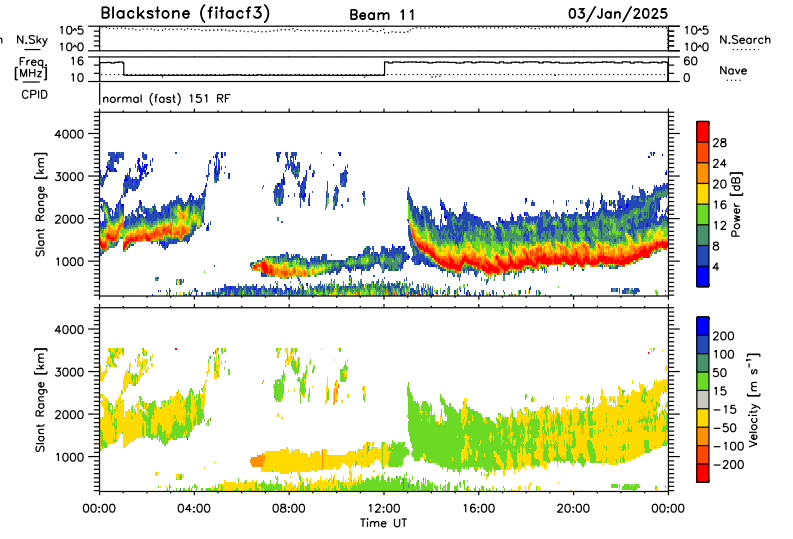 Blackstone (fitacf3) Beam 11 03/Jan/2025
N.Sky 10^5 10^5 N.Search
10^0 10^0
Freq. [MHz] 16 10 60 0 Nave
CPID normal (fast) 151 RF
Slant Range [km]
4000
3000
2000
1000
28
24
20
16
12
8
4
Power [dB]
Slant Range [km]
4000
3000
2000
1000
200
100
50
15
-15
-50
-100
-200
Velocity [m s⁻¹]
00:00 04:00 08:00 12:00 16:00 20:00 00:00
Time UT